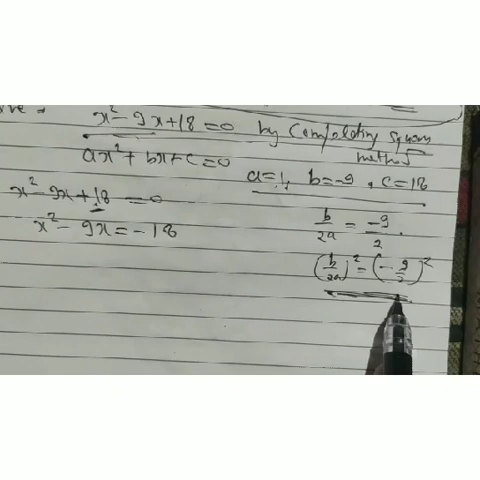 x² - 9x + 18 = 0 by Completing Square
method
ax² + bx + c = 0
a = 1, b = -9, c = 18
x² - 9x + 18 = 0
x² - 9x = -18
b/2a = -9/2
(b/2a)² = (-9/2)²